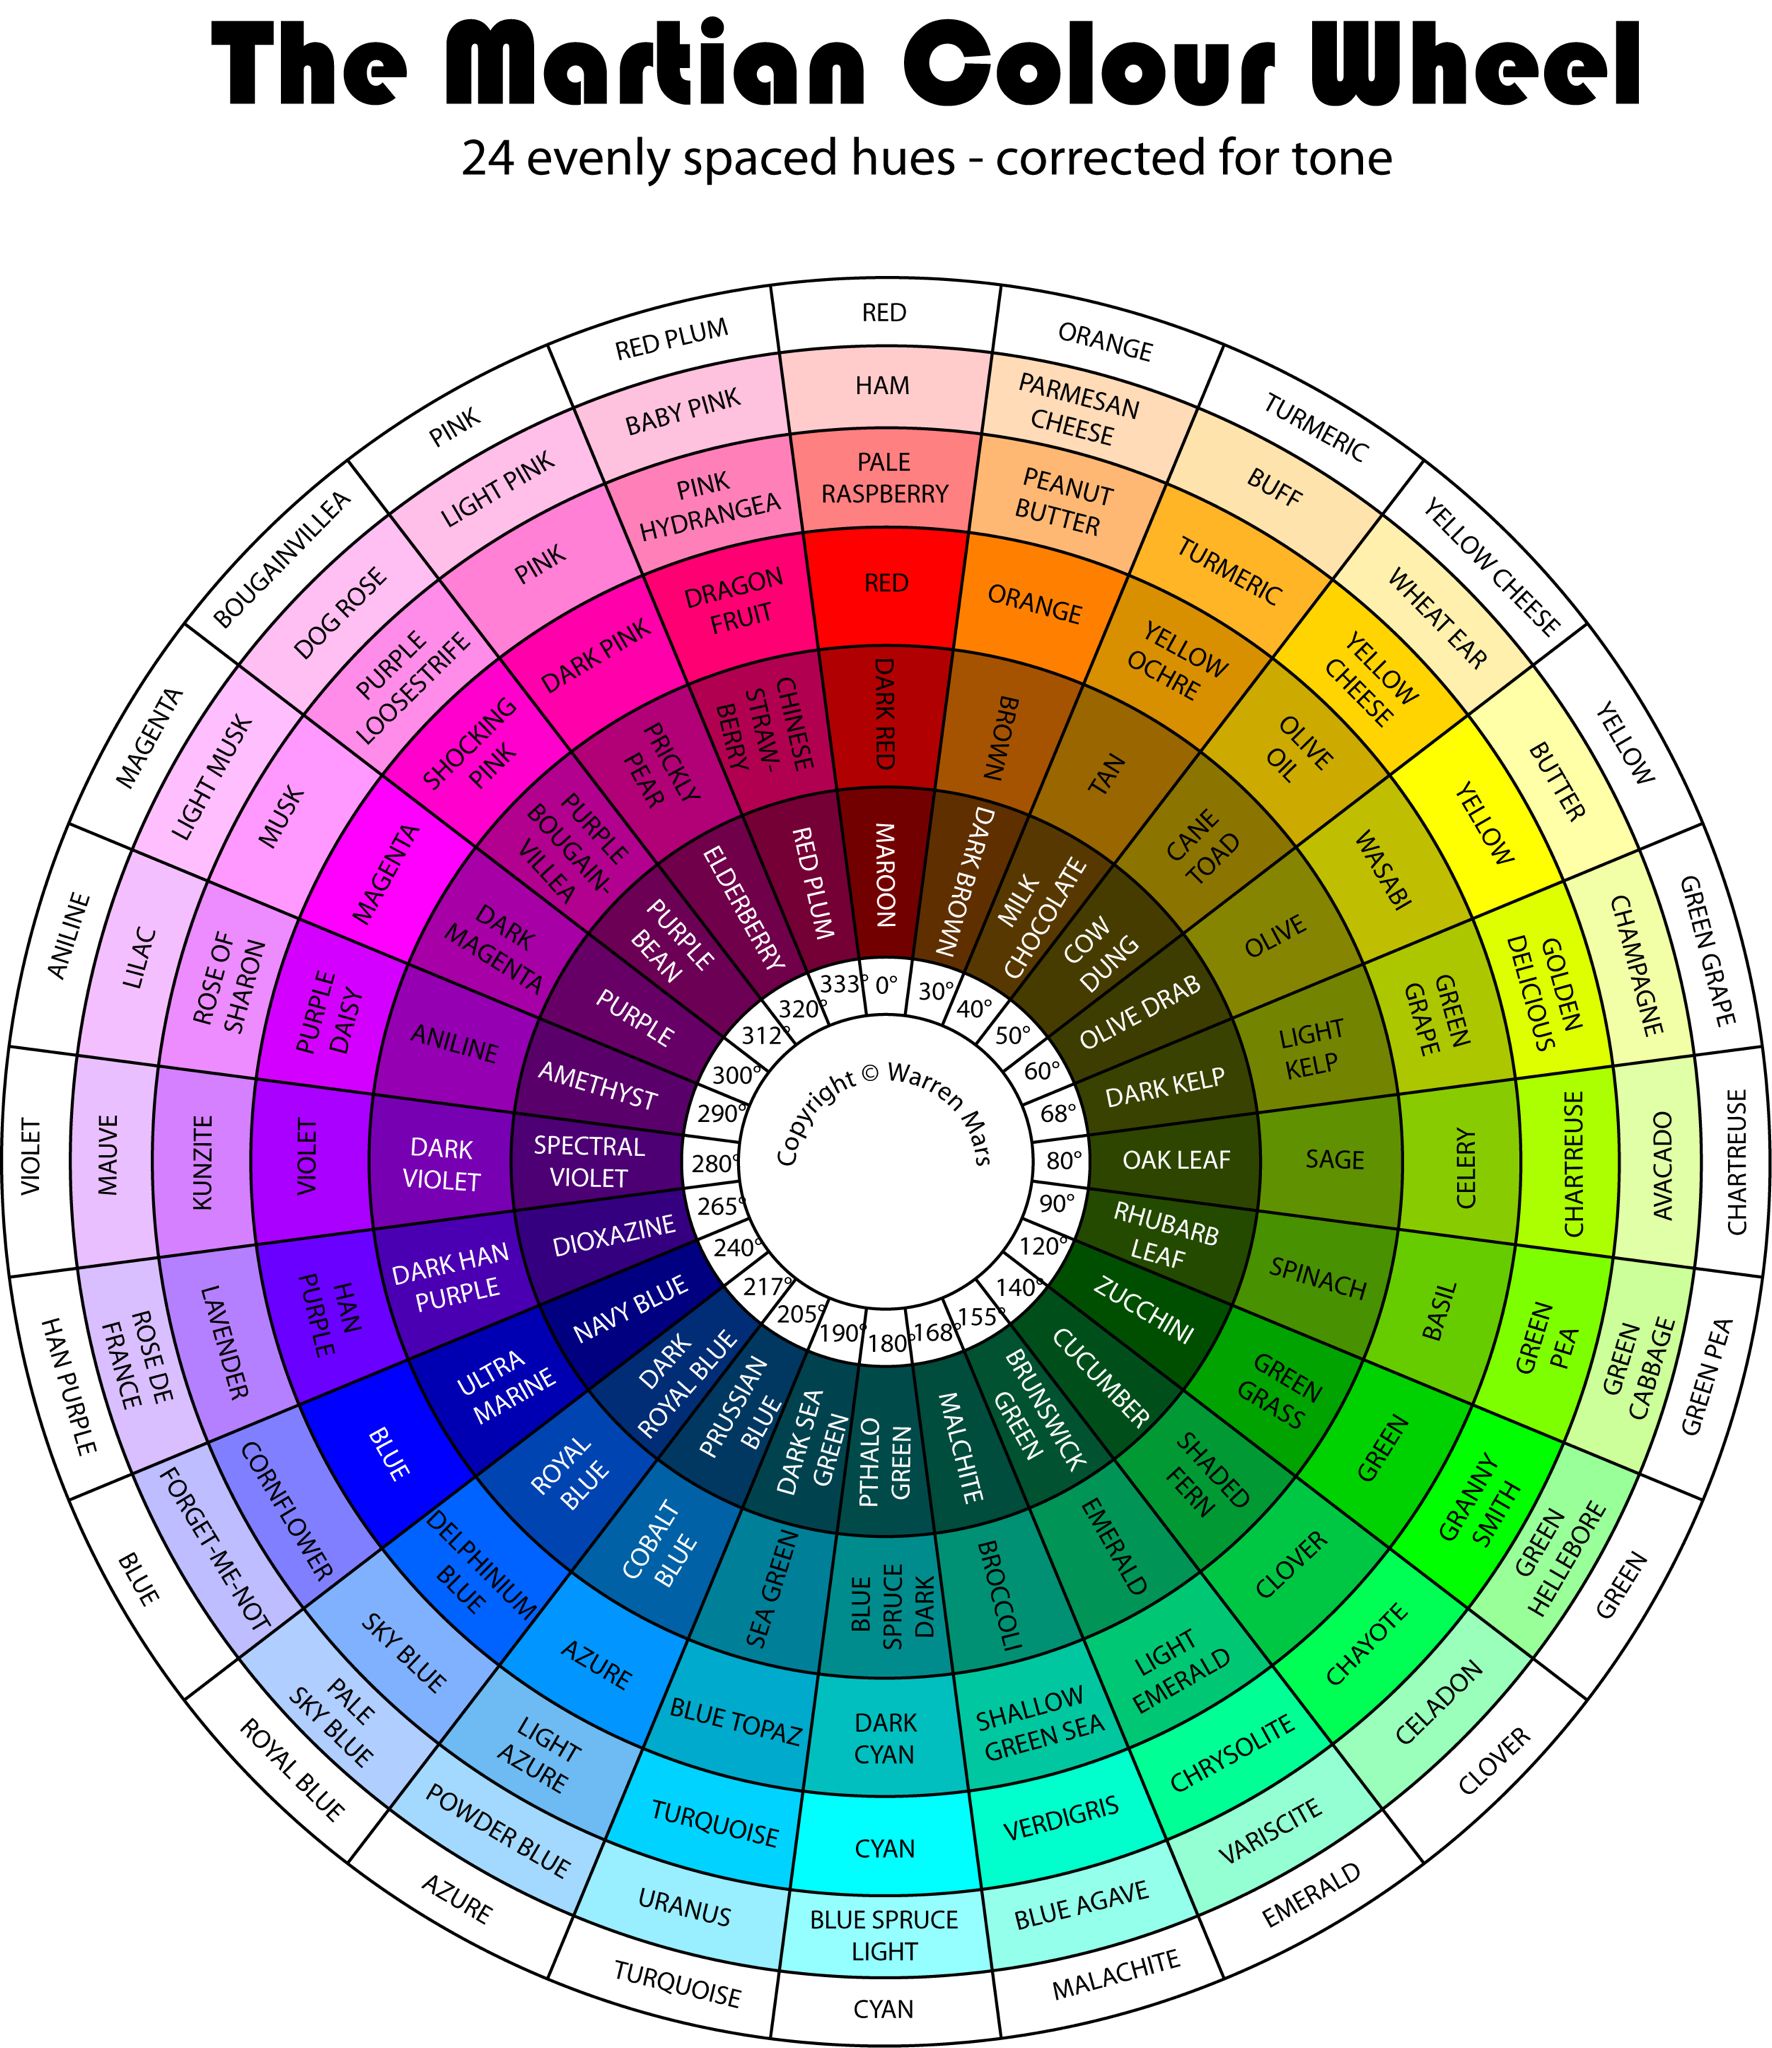 The Martian Colour Wheel
24 evenly spaced hues - corrected for tone
RED
HAM
PALE
RASPBERRY
RED
DARK RED
MAROON
0°
ORANGE
PARMESAN
CHEESE
PEANUT
BUTTER
ORANGE
BROWN
DARK BROWN
30°
TURMERIC
BUFF
TURMERIC
YELLOW
OCHRE
TAN
MILK
CHOCOLATE
40°
YELLOW CHEESE
WHEAT EAR
YELLOW
CHEESE
OLIVE
OIL
CANE
TOAD
COW
DUNG
50°
YELLOW
BUTTER
YELLOW
WASABI
OLIVE
OLIVE DRAB
60°
GREEN GRAPE
CHAMPAGNE
GOLDEN
DELICIOUS
GREEN
GRAPE
LIGHT
KELP
DARK KELP
68°
CHARTREUSE
AVACADO
CHARTREUSE
CELERY
SAGE
OAK LEAF
80°
GREEN PEA
GREEN
CABBAGE
GREEN
PEA
BASIL
SPINACH
RHUBARB
LEAF
90°
GREEN
GREEN
HELLEBORE
GRANNY
SMITH
GREEN
GREEN
GRASS
ZUCCHINI
120°
CLOVER
CELADON
CHAYOTE
CLOVER
SHADED
FERN
CUCUMBER
140°
EMERALD
VARISCITE
CHRYSOLITE
LIGHT
EMERALD
EMERALD
BRUNSWICK
GREEN
155°
MALACHITE
BLUE AGAVE
VERDIGRIS
SHALLOW
GREEN SEA
BROCCOLI
MALCHITE
168°
CYAN
BLUE SPRUCE
LIGHT
CYAN
DARK
CYAN
BLUE
SPRUCE
DARK
PTHALO
GREEN
180°
TURQUOISE
URANUS
TURQUOISE
BLUE TOPAZ
SEA GREEN
DARK SEA
GREEN
190°
AZURE
POWDER BLUE
LIGHT
AZURE
AZURE
COBALT
BLUE
PRUSSIAN
BLUE
205°
ROYAL BLUE
PALE
SKY BLUE
SKY BLUE
DELPHINIUM
BLUE
ROYAL
BLUE
DARK
ROYAL BLUE
217°
BLUE
FORGET-ME-NOT
CORNFLOWER
BLUE
ULTRA
MARINE
NAVY BLUE
240°
HAN PURPLE
ROSE DE
FRANCE
LAVENDER
HAN
PURPLE
DARK HAN
PURPLE
DIOXAZINE
265°
VIOLET
MAUVE
KUNZITE
VIOLET
DARK
VIOLET
SPECTRAL
VIOLET
280°
ANILINE
LILAC
ROSE OF
SHARON
PURPLE
DAISY
ANILINE
AMETHYST
290°
MAGENTA
LIGHT MUSK
MUSK
MAGENTA
DARK
MAGENTA
PURPLE
300°
BOUGAINVILLEA
DOG ROSE
PURPLE
LOOSESTRIFE
SHOCKING
PINK
PURPLE
BOUGAIN-
VILLEA
PURPLE
BEAN
312°
PINK
LIGHT PINK
PINK
DARK PINK
PRICKLY
PEAR
ELDERBERRY
320°
RED PLUM
BABY PINK
PINK
HYDRANGEA
DRAGON
FRUIT
CHINESE
STRAW-
BERRY
RED PLUM
333°
Copyright © Warren Mars